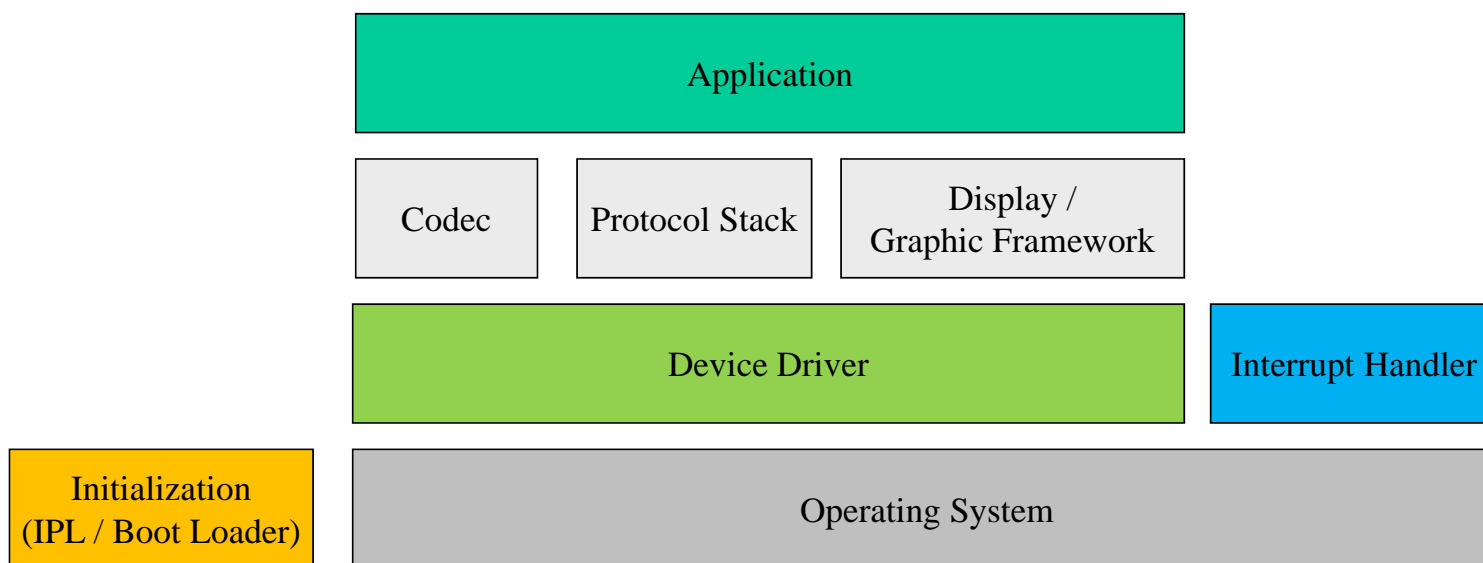 Application
Codec
Protocol Stack
Display /
Graphic Framework
Device Driver
Interrupt Handler
Initialization
(IPL / Boot Loader)
Operating System